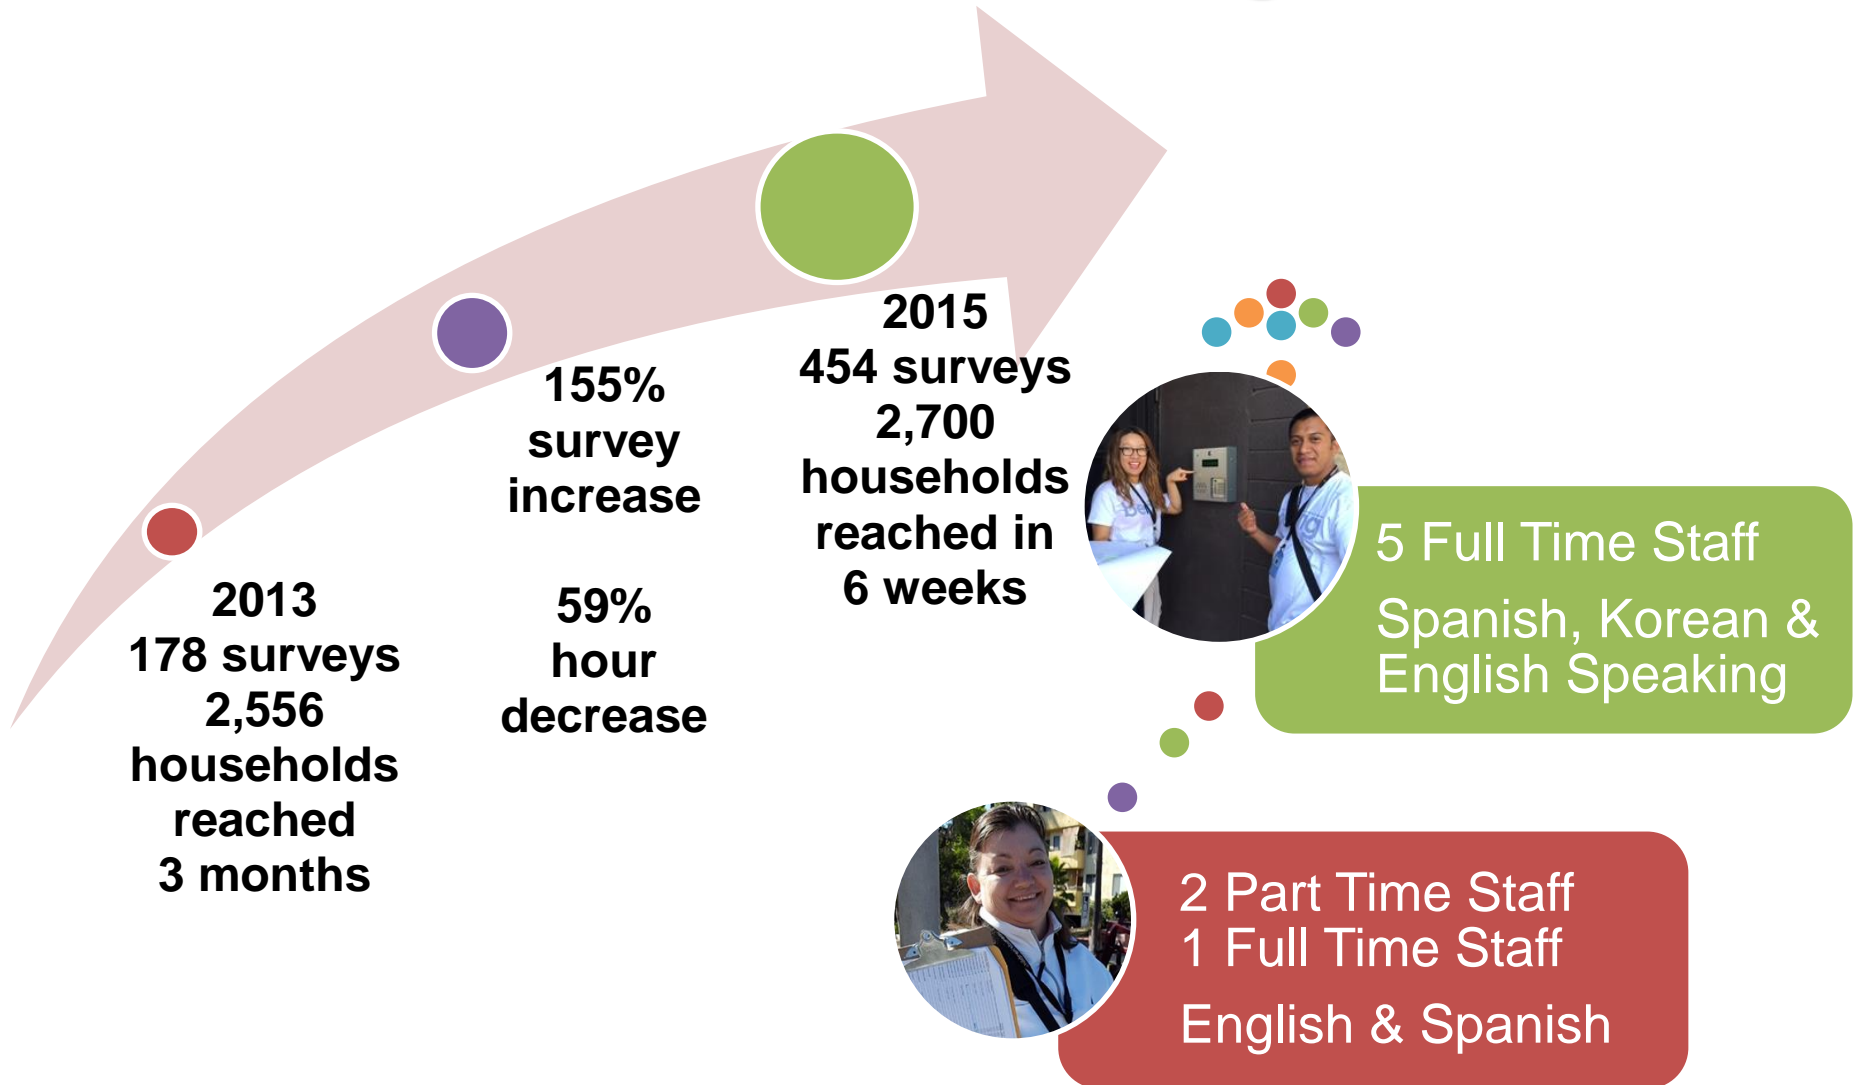 2013
178 surveys
2,556
households
reached
3 months
155%
survey
increase
59%
hour
decrease
2015
454 surveys
2,700
households
reached in
6 weeks
5 Full Time Staff
Spanish, Korean &
English Speaking
2 Part Time Staff
1 Full Time Staff
English & Spanish